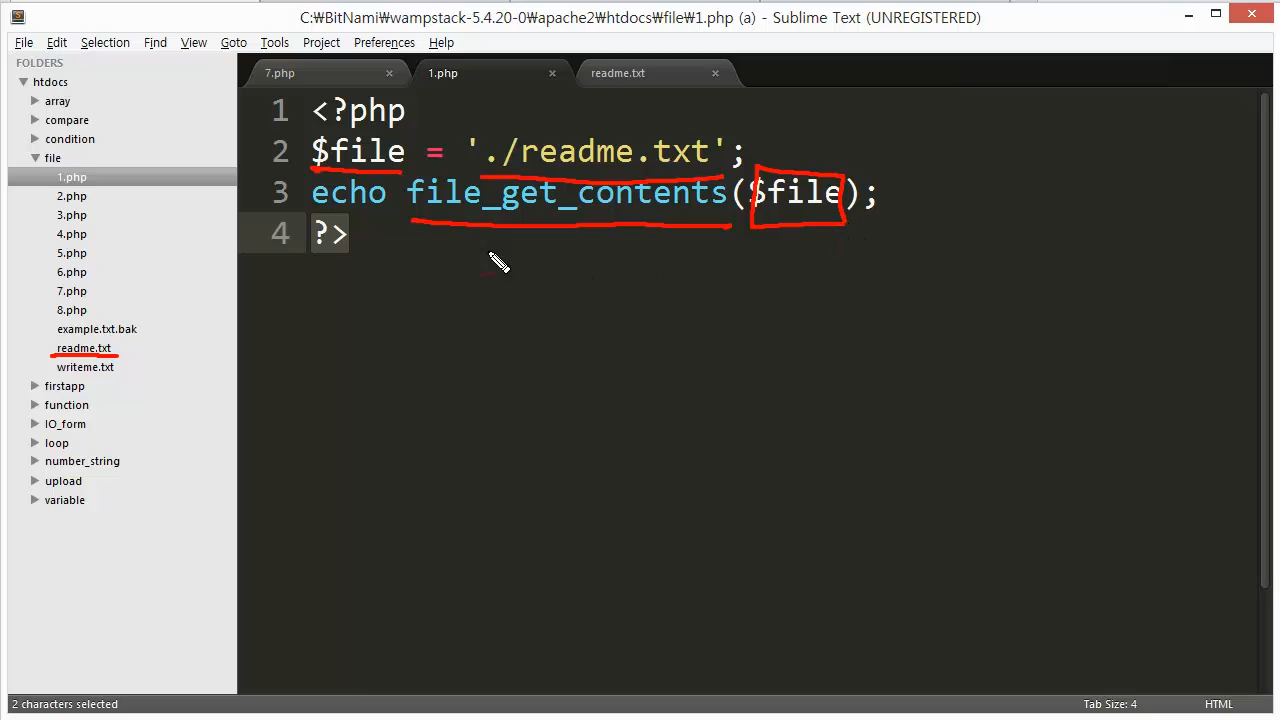 C:₩BitNami₩wampstack-5.4.20-0₩apache2₩htdocs₩file₩1.php (a) - Sublime Text (UNREGISTERED)
File Edit Selection Find View Goto Tools Project Preferences Help
FOLDERS
htdocs
array
compare
condition
file
1.php
2.php
3.php
4.php
5.php
6.php
7.php
8.php
example.txt.bak
readme.txt
writeme.txt
firstapp
function
IO_form
loop
number_string
upload
variable
7.php 1.php readme.txt
1 <?php
2 $file = './readme.txt';
3 echo file_get_contents($file);
4 ?>
2 characters selected
Tab Size: 4 HTML